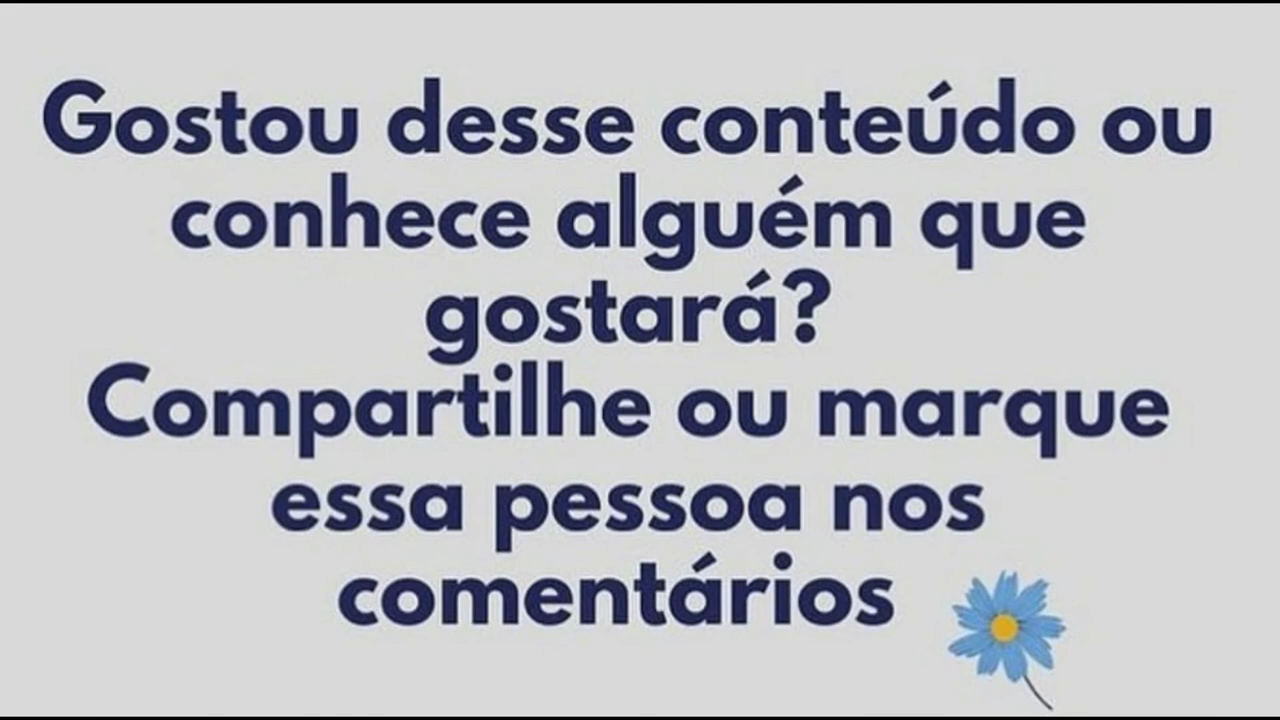 Gostou desse conteúdo ou
conhece alguém que
gostará?
Compartilhe ou marque
essa pessoa nos
comentários